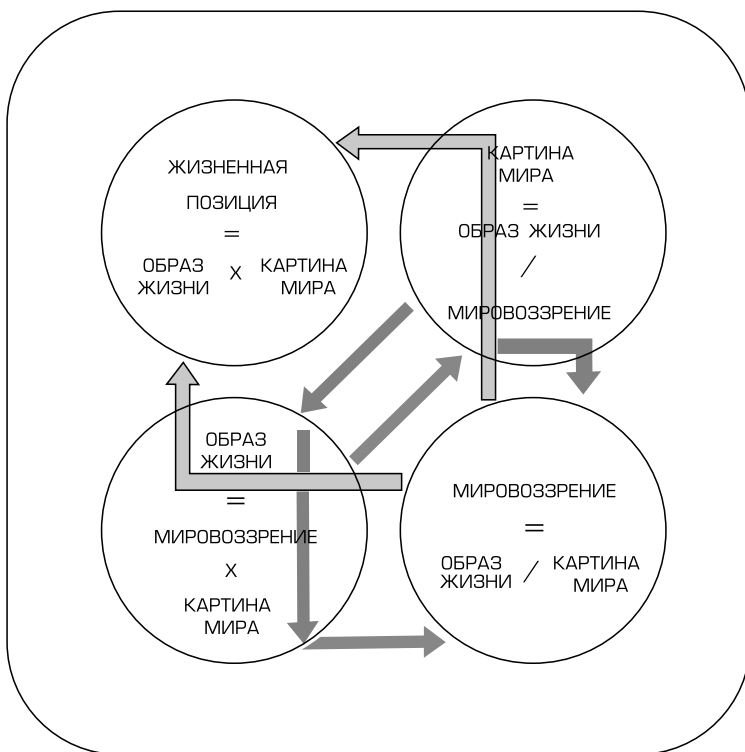 ЖИЗНЕННАЯ
ПОЗИЦИЯ
=
ОБРАЗ X КАРТИНА
ЖИЗНИ МИРА
КАРТИНА
МИРА
=
ОБРАЗ ЖИЗНИ
/
МИРОВОЗЗРЕНИЕ
ОБРАЗ
ЖИЗНИ
=
МИРОВОЗЗРЕНИЕ
X
КАРТИНА
МИРА
МИРОВОЗЗРЕНИЕ
=
ОБРАЗ / КАРТИНА
ЖИЗНИ МИРА